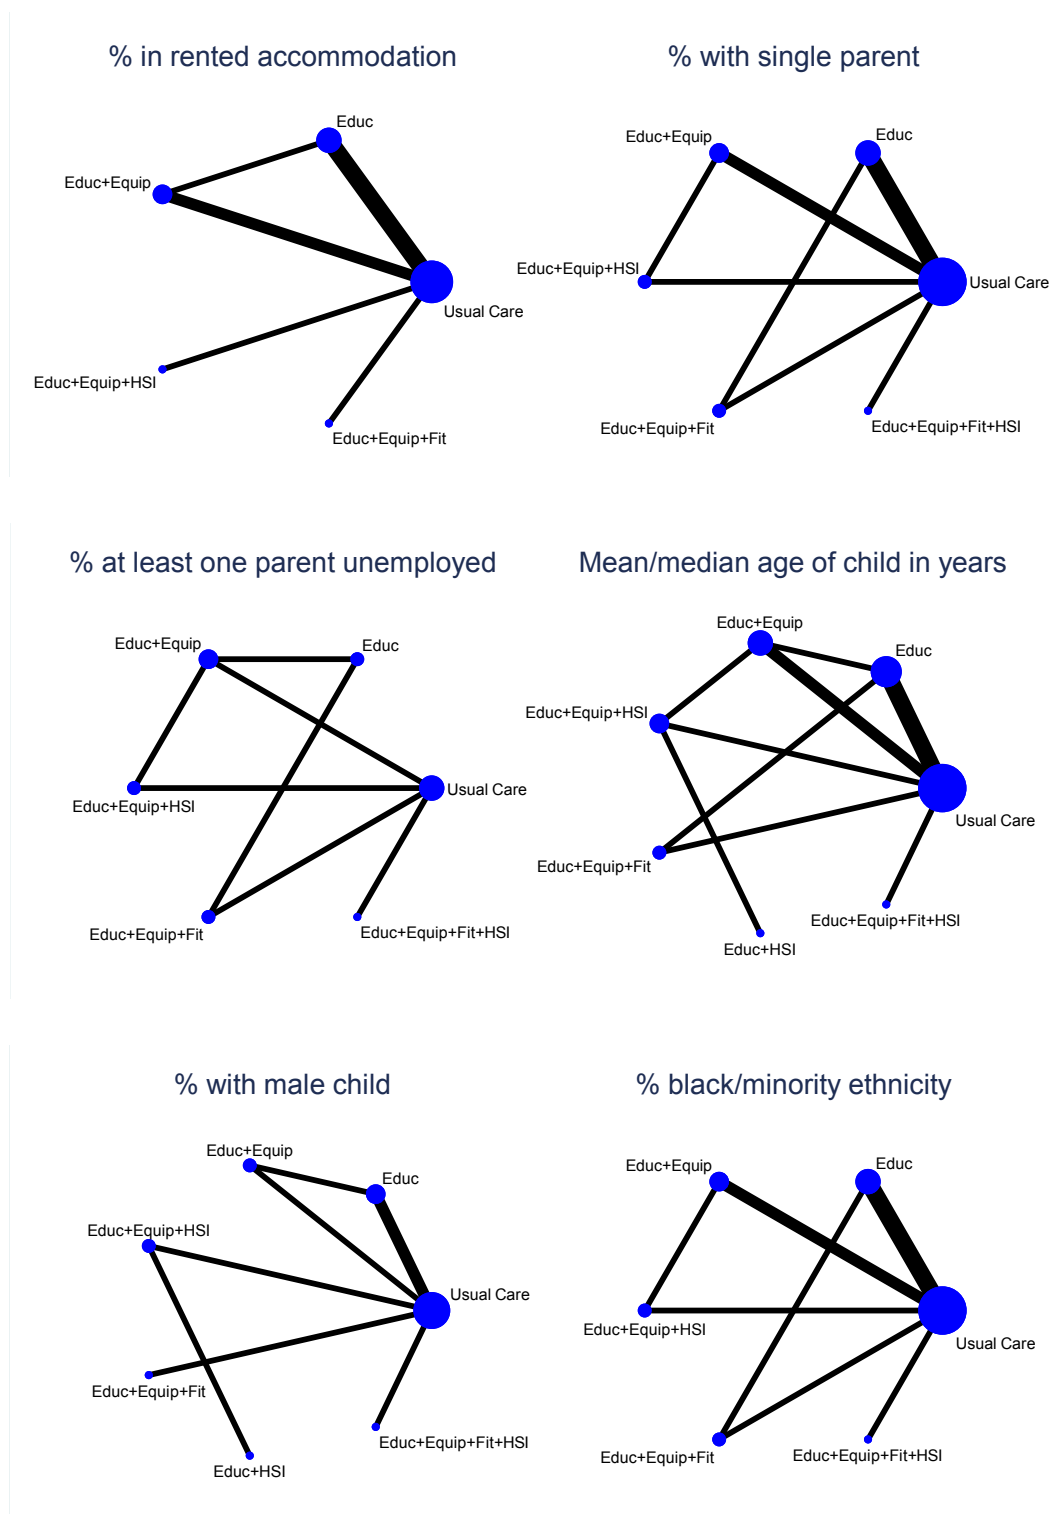 % in rented accommodation
Educ
Educ+Equip
Usual Care
Educ+Equip+HSI
Educ+Equip+Fit
% with single parent
Educ+Equip
Educ
Educ+Equip+HSI
Usual Care
Educ+Equip+Fit
Educ+Equip+Fit+HSI
% at least one parent unemployed
Educ+Equip
Educ
Educ+Equip+HSI
Usual Care
Educ+Equip+Fit
Educ+Equip+Fit+HSI
Mean/median age of child in years
Educ+Equip
Educ
Educ+Equip+HSI
Usual Care
Educ+Equip+Fit
Educ+Equip+Fit+HSI
Educ+HSI
% with male child
Educ+Equip
Educ
Educ+Equip+HSI
Usual Care
Educ+Equip+Fit
Educ+Equip+Fit+HSI
Educ+HSI
% black/minority ethnicity
Educ+Equip
Educ
Educ+Equip+HSI
Usual Care
Educ+Equip+Fit
Educ+Equip+Fit+HSI